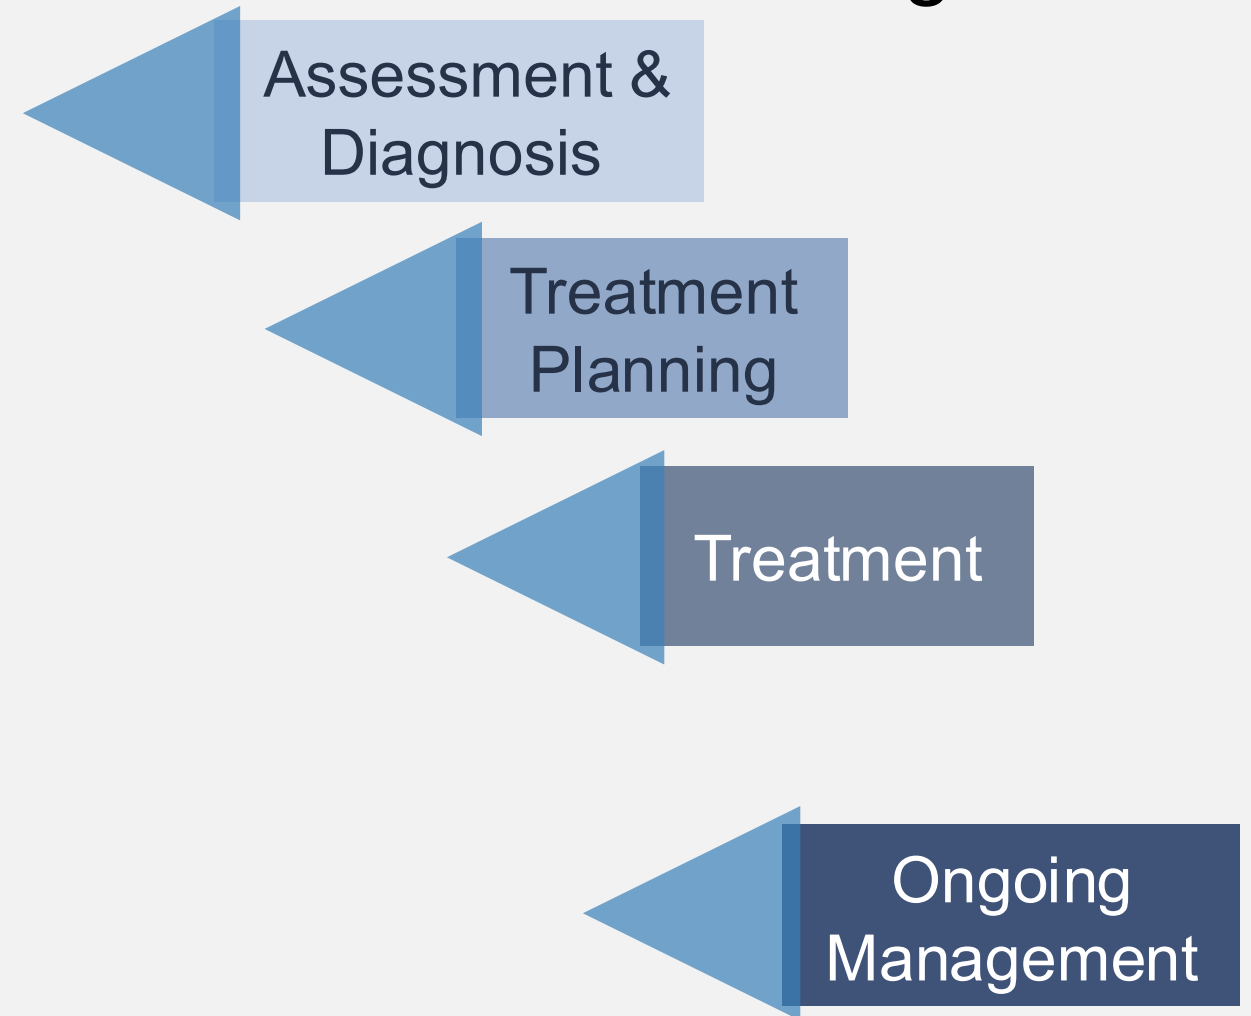 Assessment &
Diagnosis
Treatment
Planning
Treatment
Ongoing
Management